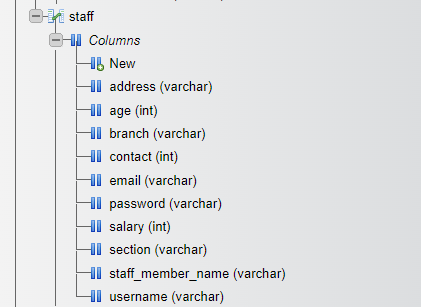 staff
Columns
New
address (varchar)
age (int)
branch (varchar)
contact (int)
email (varchar)
password (varchar)
salary (int)
section (varchar)
staff_member_name (varchar)
username (varchar)